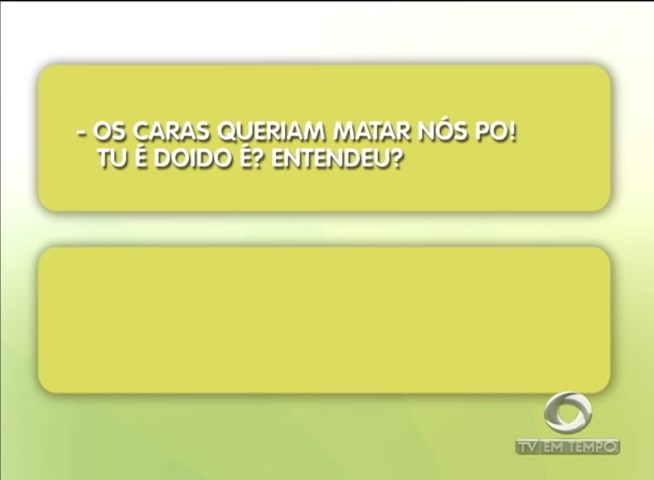 - OS CARAS QUERIAM MATAR NÓS PO!
TU É DOIDO É? ENTENDEU?
TV EM TEMPO